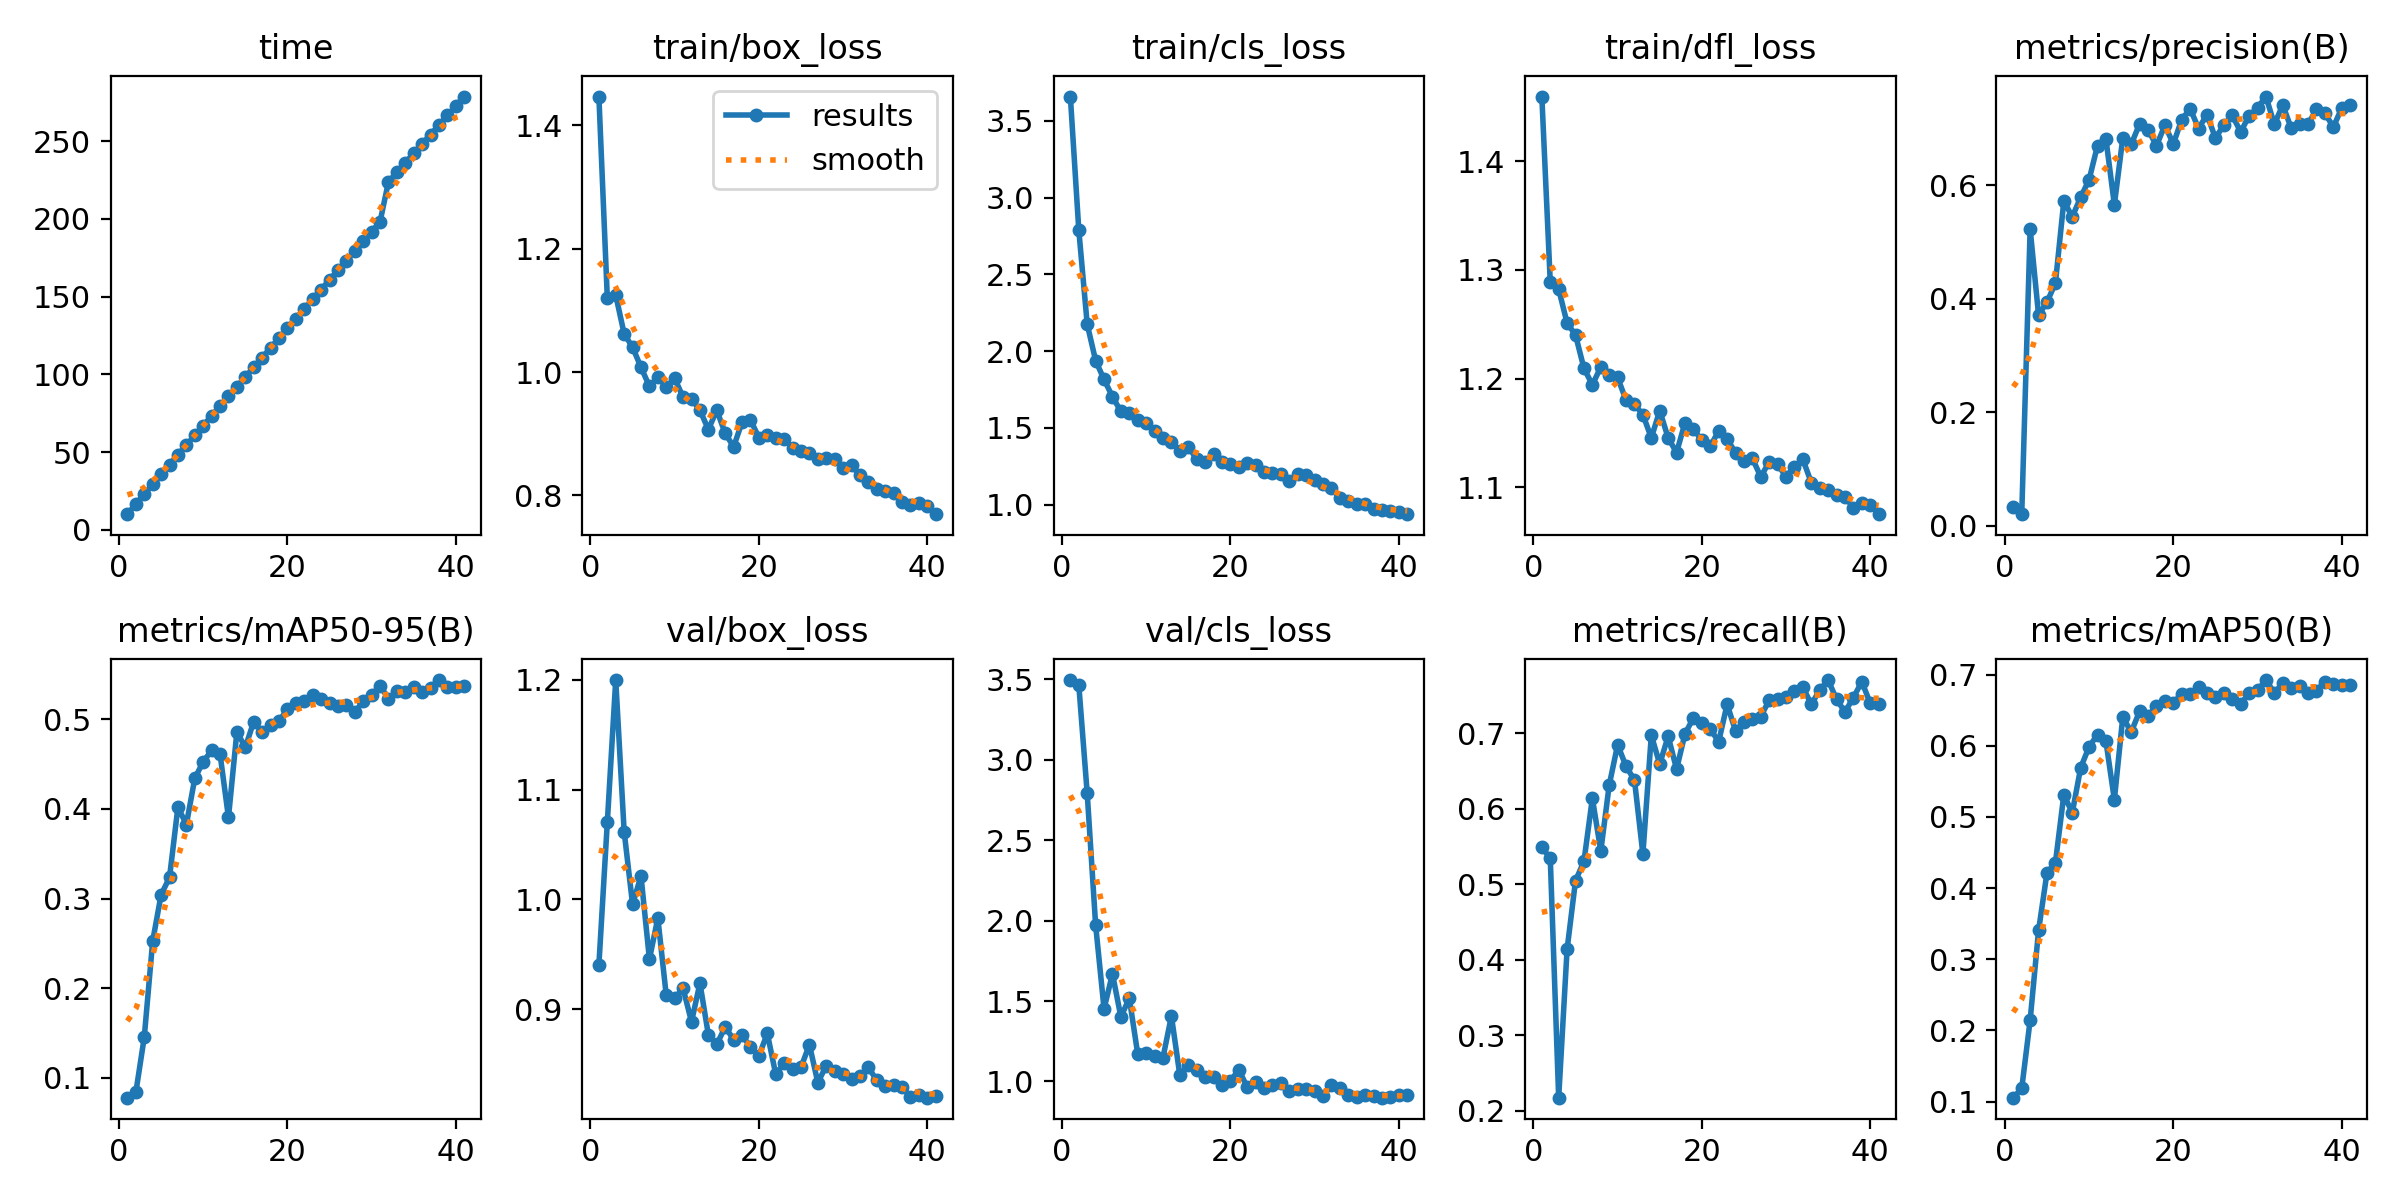 time
250
200
150
100
50
0
0 20 40
train/box_loss
results
smooth
1.4
1.2
1.0
0.8
0 20 40
train/cls_loss
3.5
3.0
2.5
2.0
1.5
1.0
0 20 40
train/dfl_loss
1.4
1.3
1.2
1.1
0 20 40
metrics/precision(B)
0.6
0.4
0.2
0.0
0 20 40
metrics/mAP50-95(B)
0.5
0.4
0.3
0.2
0.1
0 20 40
val/box_loss
1.2
1.1
1.0
0.9
0 20 40
val/cls_loss
3.5
3.0
2.5
2.0
1.5
1.0
0 20 40
metrics/recall(B)
0.7
0.6
0.5
0.4
0.3
0.2
0 20 40
metrics/mAP50(B)
0.7
0.6
0.5
0.4
0.3
0.2
0.1
0 20 40